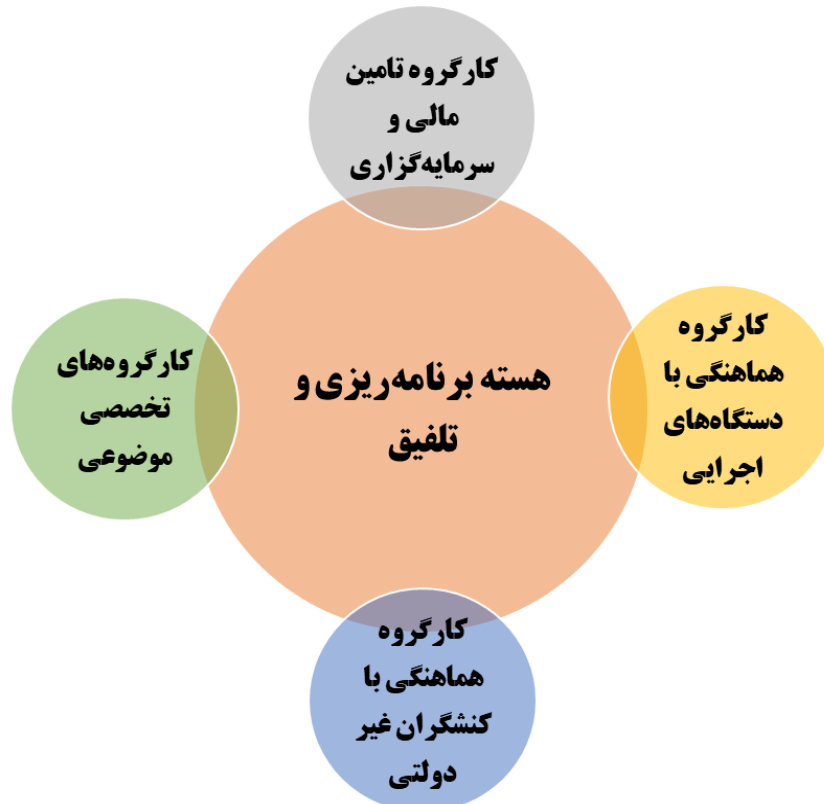 کارگروه تامین
مالی و
سرمایه‌گزاری
کارگروه
هماهنگی با
دستگاه‌های
اجرایی
هسته برنامه‌ریزی و
تلفیق
کارگروه‌های
تخصصی
موضوعی
کارگروه
هماهنگی با
کنشگران غیر
دولتی